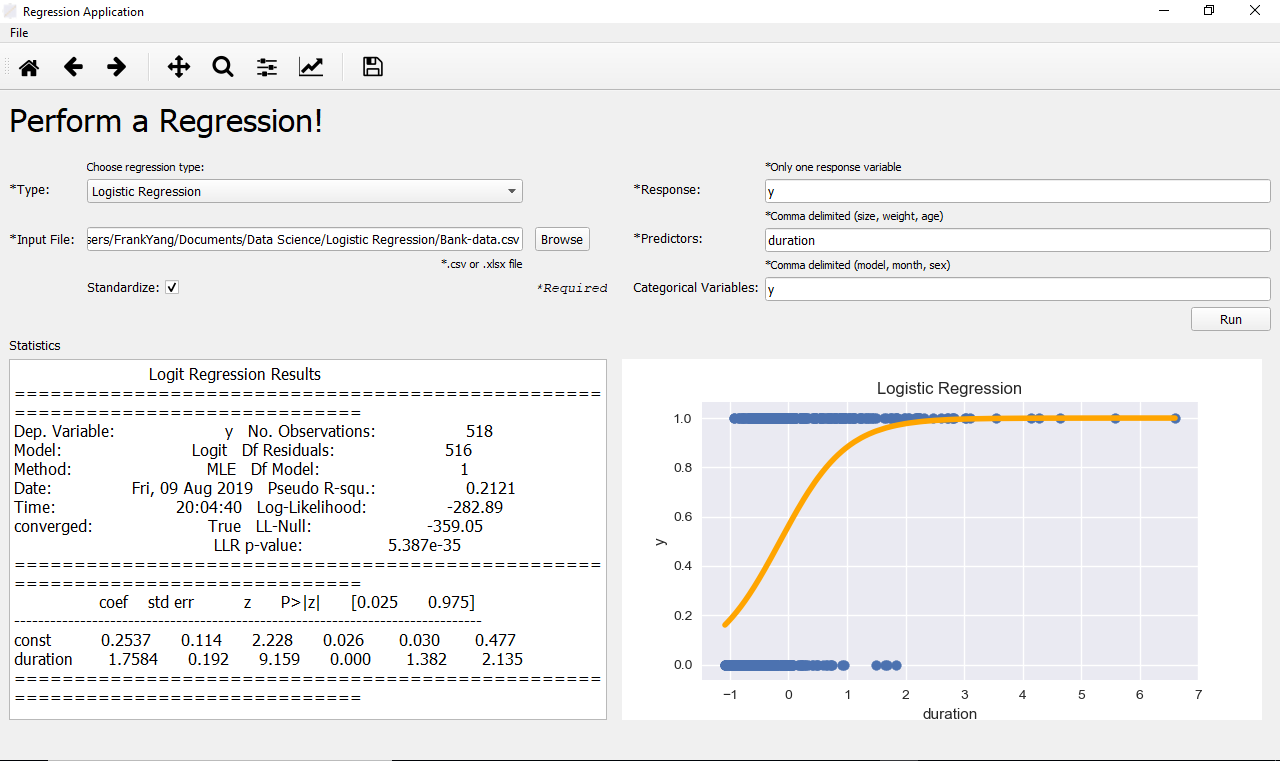 Regression Application
File
Perform a Regression!
Choose regression type:
*Type: Logistic Regression
*Input File: sers/FrankYang/Documents/Data Science/Logistic Regression/Bank-data.csv Browse
*.csv or .xlsx file
Standardize: *Required
*Only one response variable
*Response: y
*Comma delimited (size, weight, age)
*Predictors: duration
*Comma delimited (model, month, sex)
Categorical Variables: y
Run
Statistics
Logit Regression Results
==================================================
==============================
Dep. Variable: y No. Observations: 518
Model: Logit Df Residuals: 516
Method: MLE Df Model: 1
Date: Fri, 09 Aug 2019 Pseudo R-squ.: 0.2121
Time: 20:04:40 Log-Likelihood: -282.89
converged: True LL-Null: -359.05
LLR p-value: 5.387e-35
==================================================
==============================
coef std err z P>|z| [0.025 0.975]
------------------------------------------------------------------------------
const 0.2537 0.114 2.228 0.026 0.030 0.477
duration 1.7584 0.192 9.159 0.000 1.382 2.135
==================================================
==============================
Logistic Regression
1.0
0.8
0.6
0.4
0.2
0.0
y
−1 0 1 2 3 4 5 6 7
duration